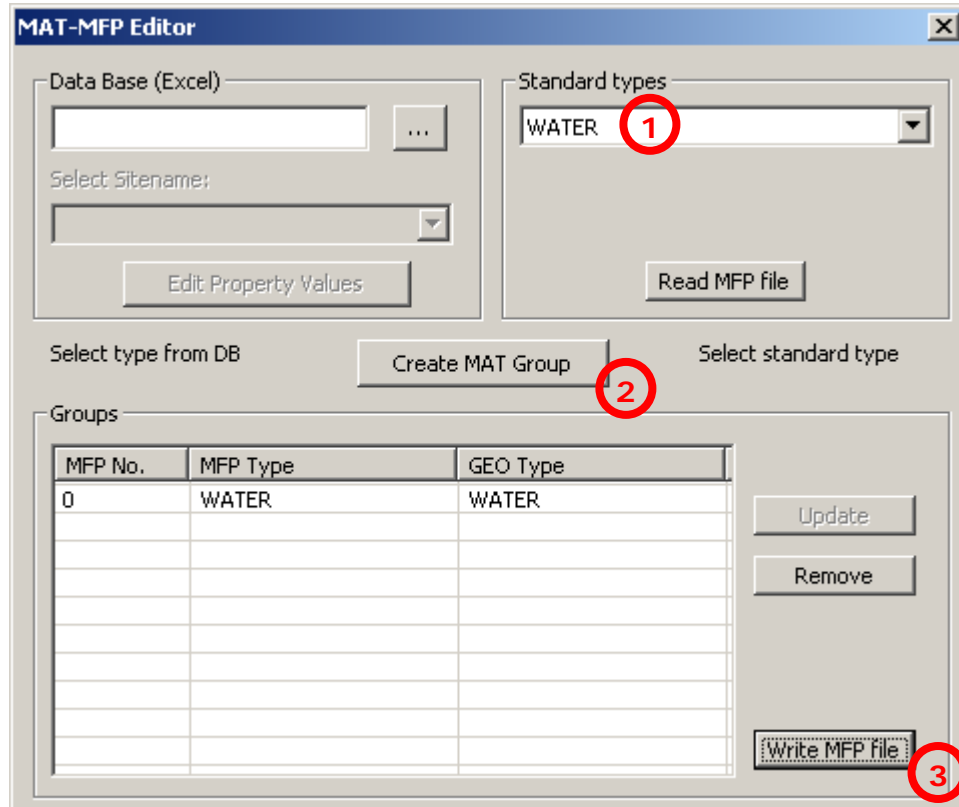 MAT-MFP Editor
Data Base (Excel)
...
Select Sitename:
Edit Property Values
Standard types
WATER 1
Read MFP file
Select type from DB
Create MAT Group
2
Select standard type
Groups
MFP No. MFP Type GEO Type
0 WATER WATER
Update
Remove
Write MFP file
3